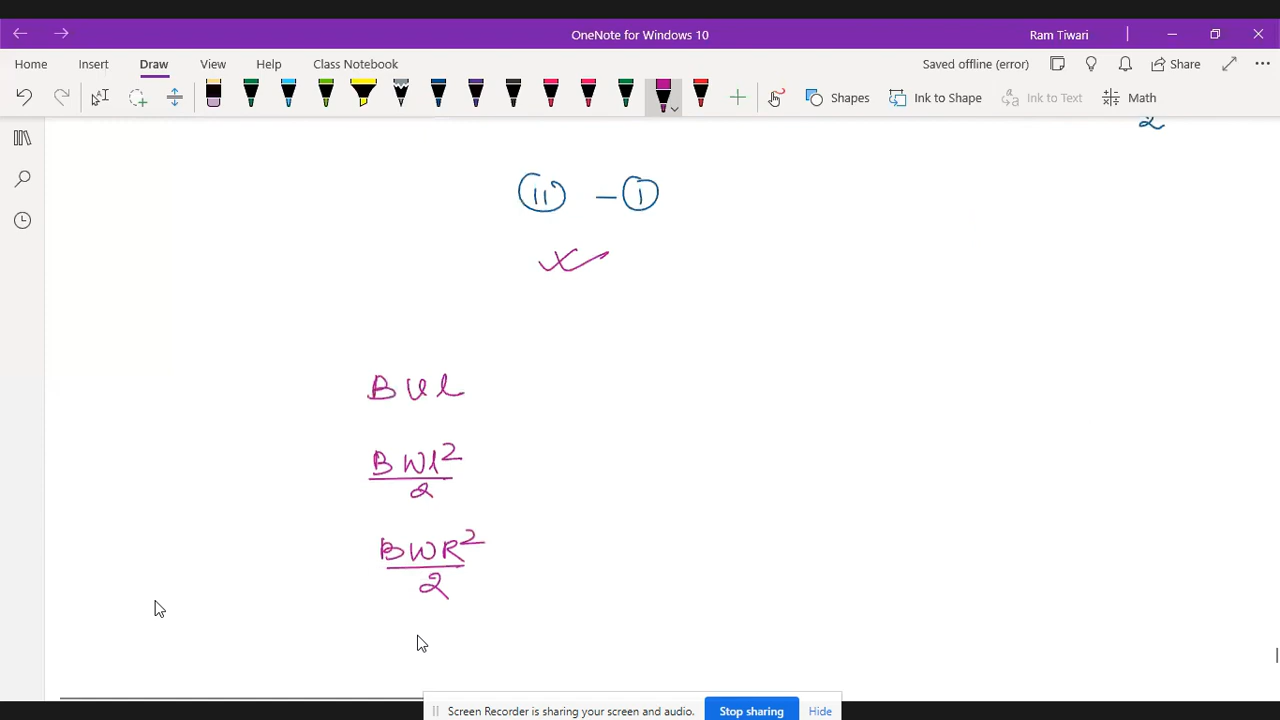 OneNote for Windows 10
Ram Tiwari
Home Insert Draw View Help Class Notebook
Saved offline (error) Share
Shapes Ink to Shape Ink to Text Math
2
(II) - (I)
BVl
BWl²
2
BWR²
2
Screen Recorder is sharing your screen and audio. Stop sharing Hide